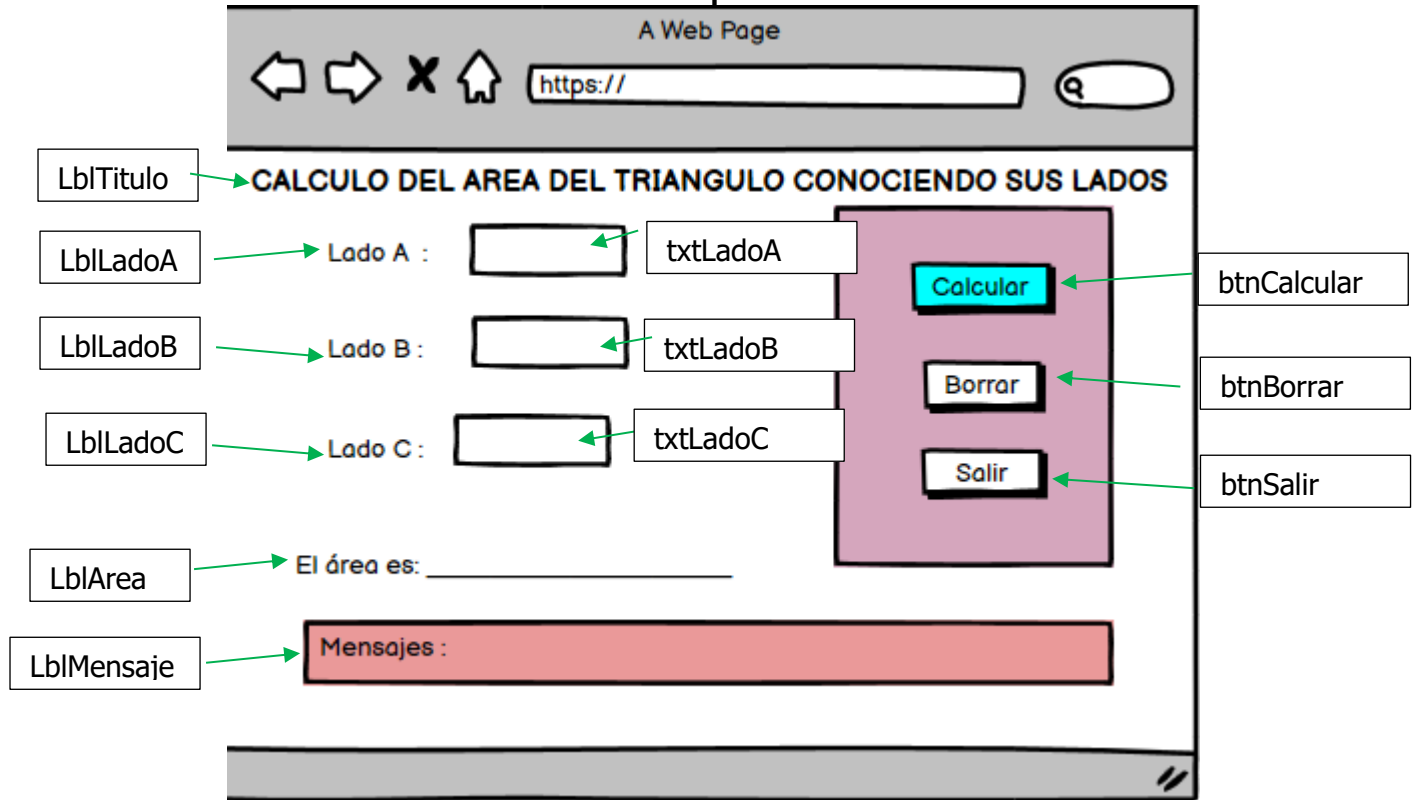 A Web Page
https://
LblTitulo
CALCULO DEL AREA DEL TRIANGULO CONOCIENDO SUS LADOS
LblLadoA
Lado A :
txtLadoA
Calcular
btnCalcular
LblLadoB
Lado B :
txtLadoB
Borrar
btnBorrar
LblLadoC
Lado C :
txtLadoC
Salir
btnSalir
LblArea
El área es: ____________________
LblMensaje
Mensajes :